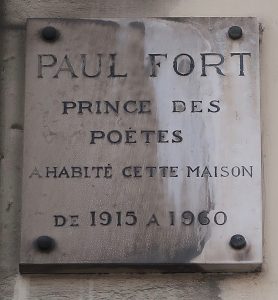 PAUL FORT
PRINCE DES
POÈTES
A HABITÉ CETTE MAISON
DE 1915 A 1960